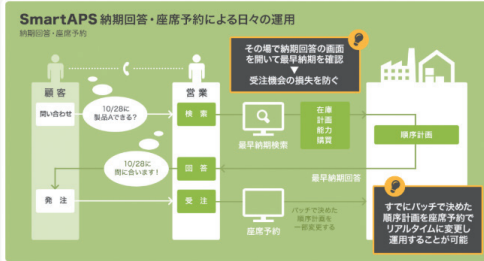 SmartAPS 納期回答・座席予約による日々の運用
納期回答・座席予約
その場で納期回答の画面
を開いて最早納期を確認
▼
受注機会の損失を防ぐ
顧客
営業
問い合わせ
10/28に
製品Aできる?
検索
最早納期検索
在庫
計画
能力
購買
順序計画
10/28に
間に合います!
回答
最早納期回答
発注
受注
座席予約
バッチで決めた
順序計画を
一部変更する
すでにバッチで決めた
順序計画を座席予約で
リアルタイムに変更し
運用することが可能